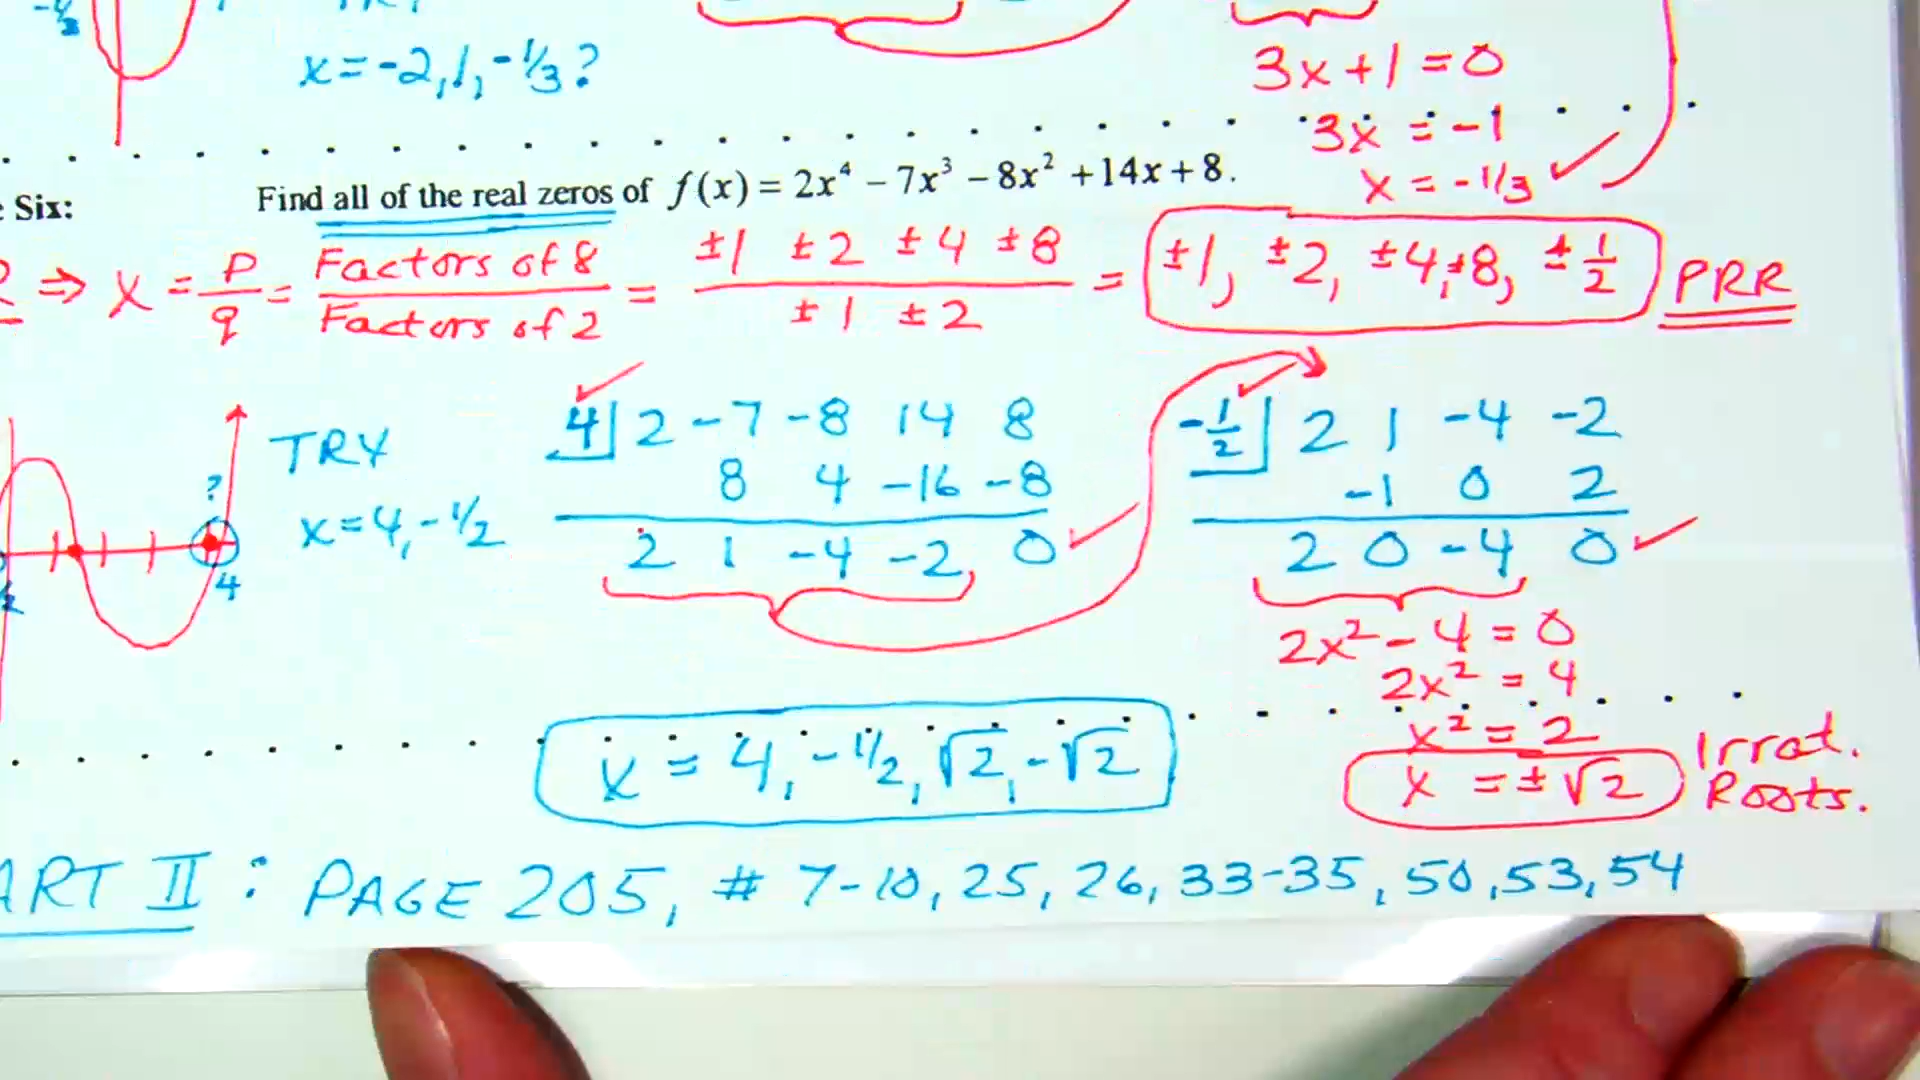 x = -2, 1, -1/3?
3x + 1 = 0
3x = -1
x = -1/3 ✓
Six:
Find all of the real zeros of f(x) = 2x⁴ − 7x³ − 8x² + 14x + 8.
⇒ x = p/q = Factors of 8 / Factors of 2 = ±1 ±2 ±4 ±8 / ±1 ±2 = ±1, ±2, ±4, ±8, ±1/2 PRR
TRY
x = 4, -1/2
?
4
✓
4| 2 -7 -8 14 8
8 4 -16 -8
2 1 -4 -2, 0 ✓
✓
-1/2| 2 1 -4 -2
-1 0 2
2 0 -4 0 ✓
2x² - 4 = 0
2x² = 4
x² = 2
x = ±√2
Irrat.
Roots.
x = 4, -1/2, √2, -√2
ART II : PAGE 205, # 7-10, 25, 26, 33-35, 50, 53, 54